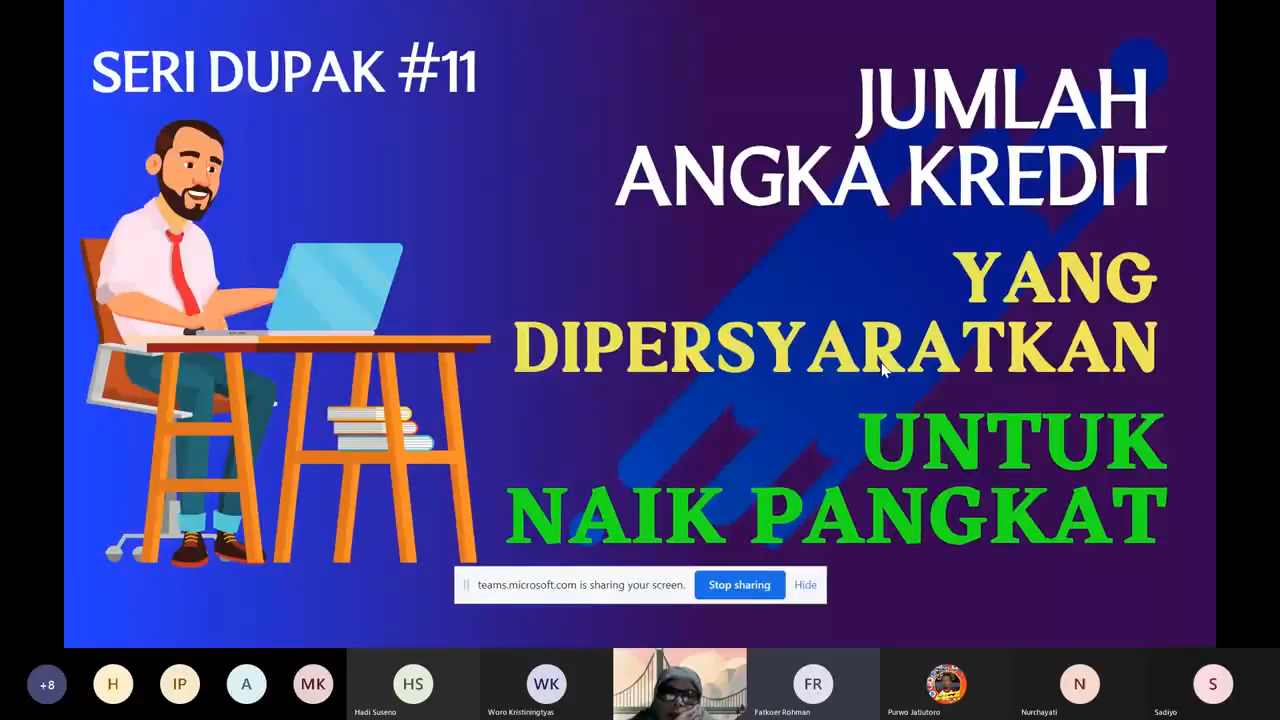 SERI DUPAK #11
JUMLAH
ANGKA KREDIT
YANG
DIPERSYARATKAN
UNTUK
NAIK PANGKAT
teams.microsoft.com is sharing your screen. Stop sharing Hide
+8 H IP A MK HS WK FR N S
Hadi Suseno Woro Kristiningtyas Fatkoer Rohman Purwo Jatiutoro Nurchayati Sadiyo